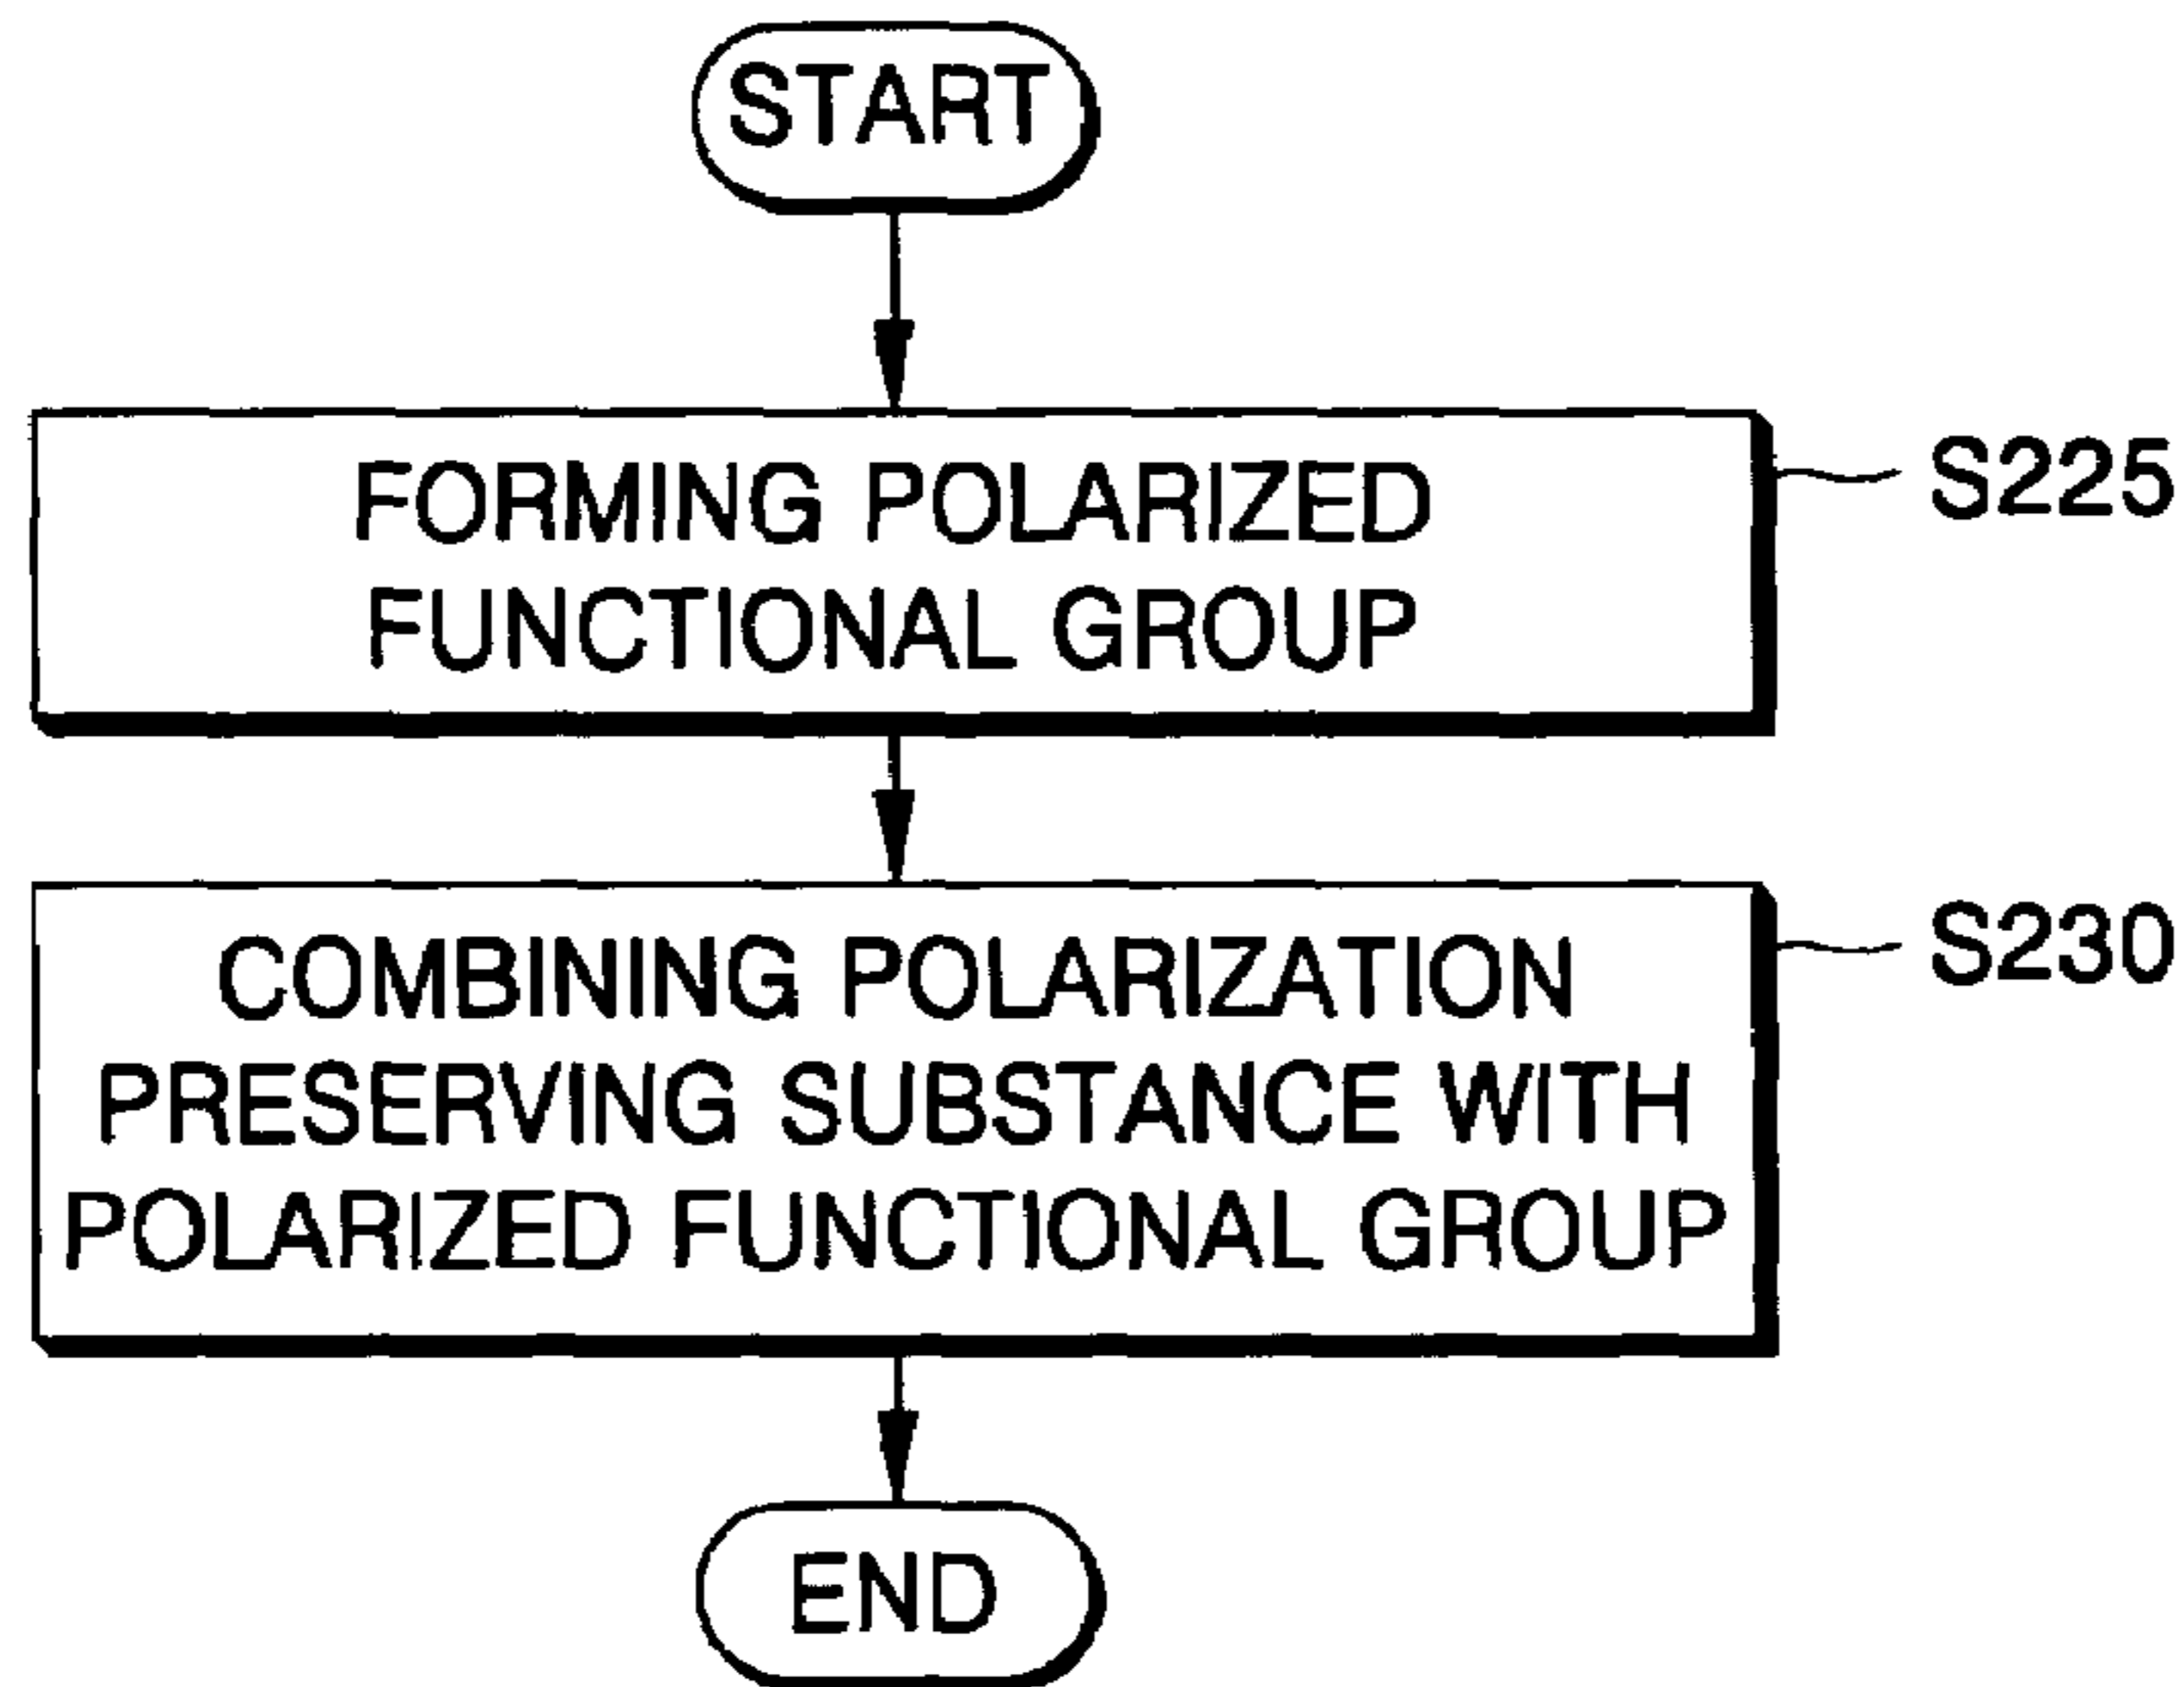 START
FORMING POLARIZED
FUNCTIONAL GROUP
S225
COMBINING POLARIZATION
PRESERVING SUBSTANCE WITH
POLARIZED FUNCTIONAL GROUP
S230
END